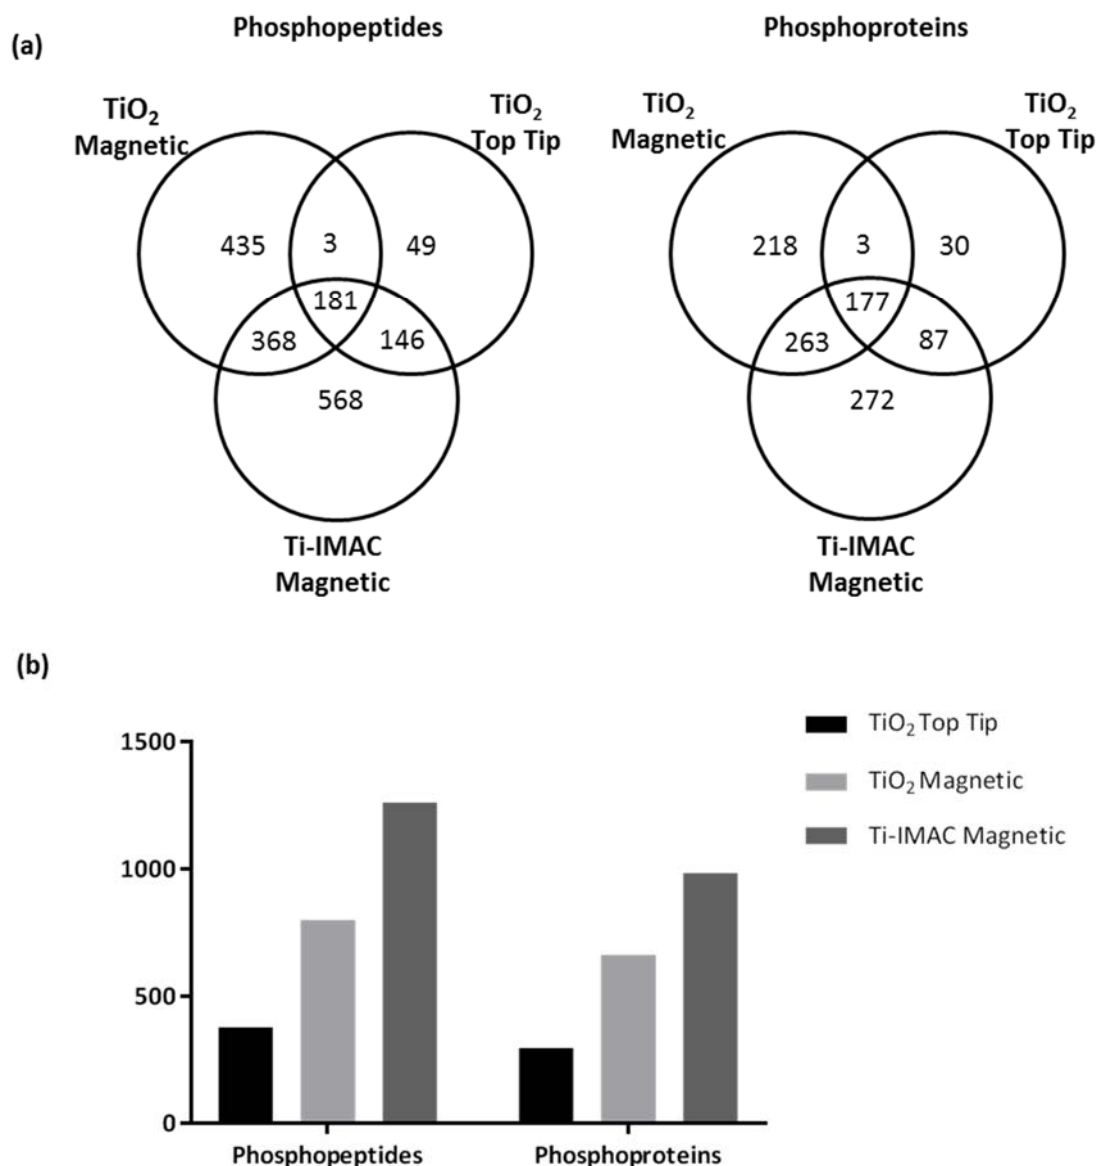 (a)
Phosphopeptides
Phosphoproteins
TiO2
Magnetic
TiO2
Top Tip
435
3
49
181
368
146
568
Ti-IMAC
Magnetic
TiO2
Magnetic
TiO2
Top Tip
218
3
30
177
263
87
272
Ti-IMAC
Magnetic
(b)
1500
1000
500
0
Phosphopeptides
Phosphoproteins
TiO2 Top Tip
TiO2 Magnetic
Ti-IMAC Magnetic